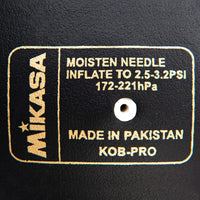 MIKASA
MOISTEN NEEDLE
INFLATE TO 2.5-3.2PSI
172-221hPa
MADE IN PAKISTAN
KOB-PRO